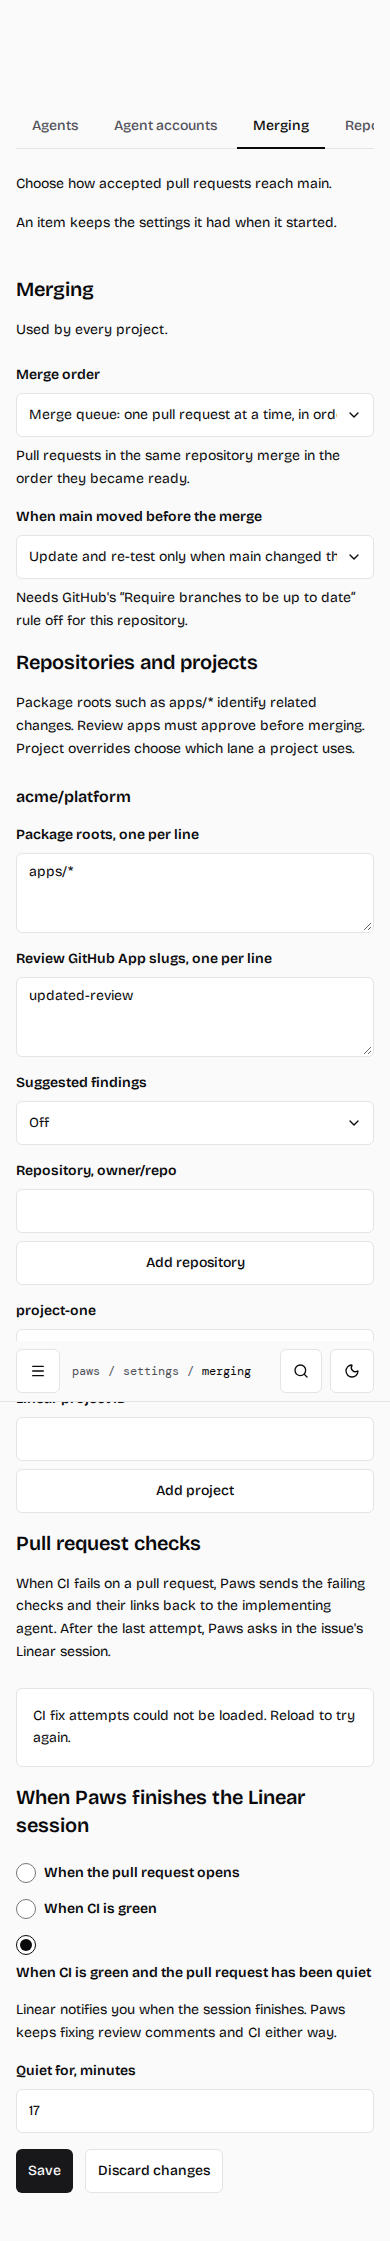 Agents Agent accounts Merging Repo
Choose how accepted pull requests reach main.
An item keeps the settings it had when it started.
Merging
Used by every project.
Merge order
Merge queue: one pull request at a time, in orde
Pull requests in the same repository merge in the
order they became ready.
When main moved before the merge
Update and re-test only when main changed th
Needs GitHub's “Require branches to be up to date”
rule off for this repository.
Repositories and projects
Package roots such as apps/* identify related
changes. Review apps must approve before merging.
Project overrides choose which lane a project uses.
acme/platform
Package roots, one per line
apps/*
Review GitHub App slugs, one per line
updated-review
Suggested findings
Off
Repository, owner/repo
Add repository
project-one
paws / settings / merging
Linear project ID
Add project
Pull request checks
When CI fails on a pull request, Paws sends the failing
checks and their links back to the implementing
agent. After the last attempt, Paws asks in the issue's
Linear session.
CI fix attempts could not be loaded. Reload to try
again.
When Paws finishes the Linear
session
When the pull request opens
When CI is green
When CI is green and the pull request has been quiet
Linear notifies you when the session finishes. Paws
keeps fixing review comments and CI either way.
Quiet for, minutes
17
Save Discard changes